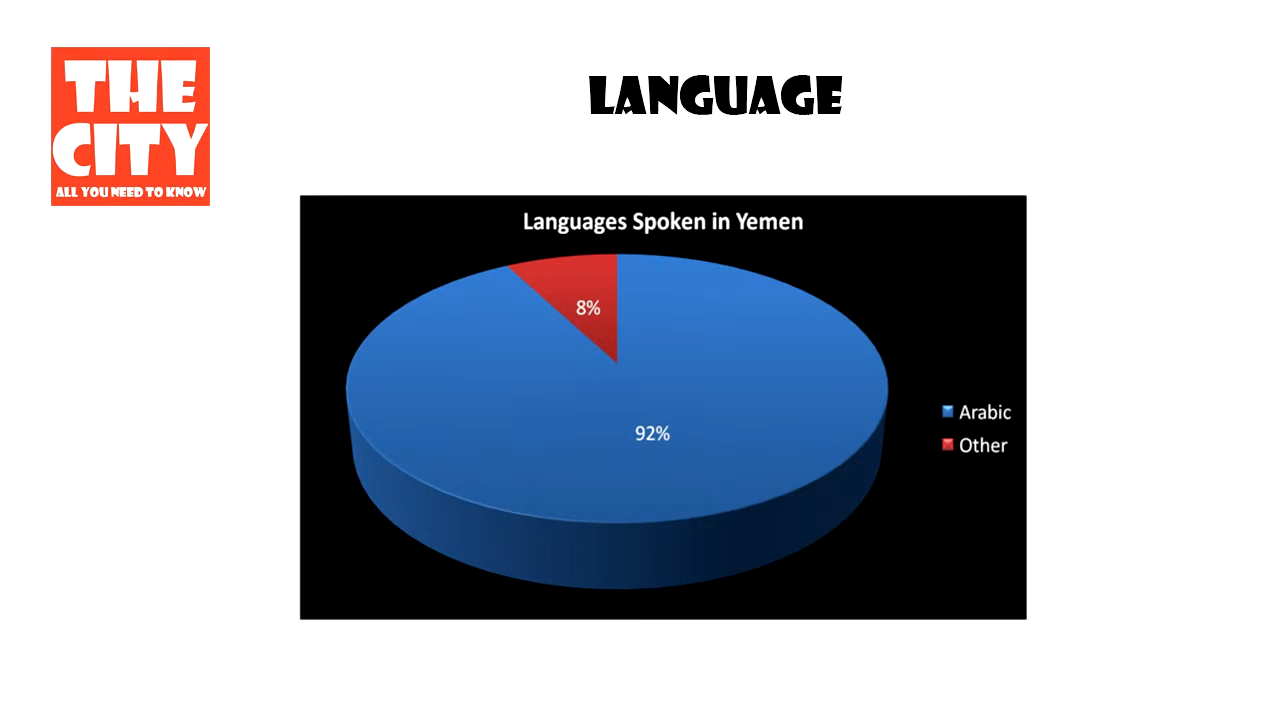 THE
CITY
ALL YOU NEED TO KNOW
LANGUAGE
Languages Spoken in Yemen
8%
92%
Arabic
Other